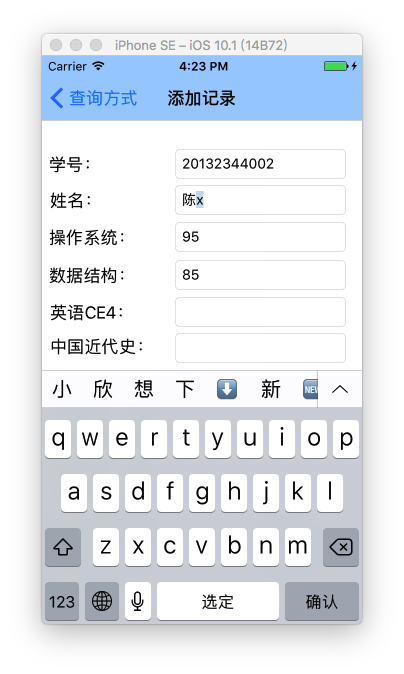 iPhone SE – iOS 10.1 (14B72)
Carrier 4:23 PM
查询方式 添加记录
学号： 20132344002
姓名： 陈x
操作系统： 95
数据结构： 85
英语CE4：
中国近代史：
小 欣 想 下 ⬇ 新 NEW
q w e r t y u i o p
a s d f g h j k l
z x c v b n m
123 选定 确认